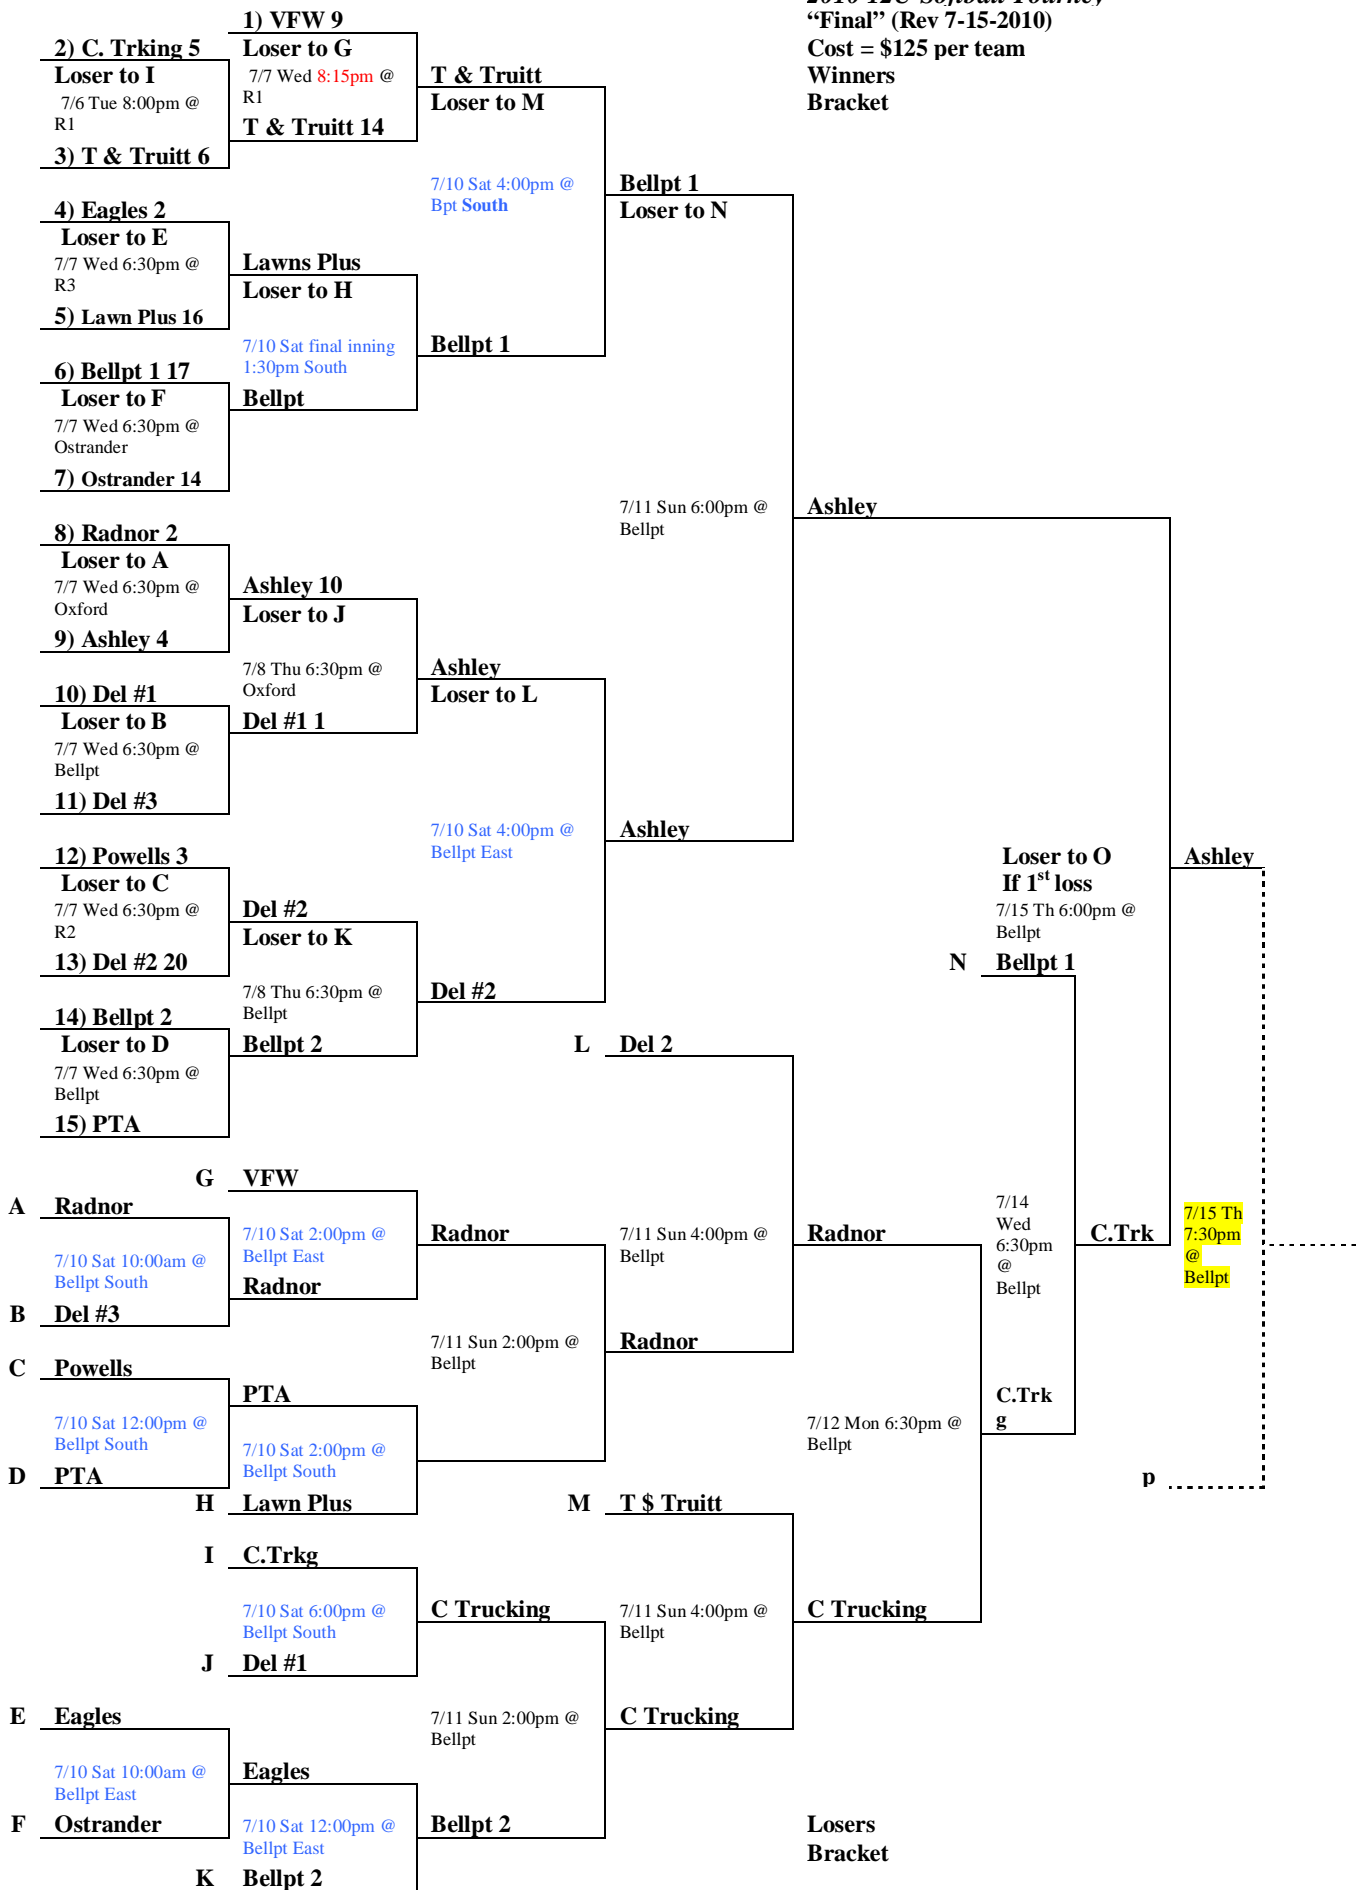 2010 12U Softball Tourney
"Final" (Rev 7-15-2010)
Cost = $125 per team
Winners
Bracket
1) VFW 9
Loser to G
7/7 Wed 8:15pm @
R1
T & Truitt 14
2) C. Trking 5
Loser to I
7/6 Tue 8:00pm @
R1
3) T & Truitt 6
T & Truitt
Loser to M
7/10 Sat 4:00pm @
Bpt South
Bellpt 1
Loser to N
4) Eagles 2
Loser to E
7/7 Wed 6:30pm @
R3
5) Lawn Plus 16
Lawns Plus
Loser to H
7/10 Sat final inning
1:30pm South
Bellpt
Bellpt 1
6) Bellpt 1 17
Loser to F
7/7 Wed 6:30pm @
Ostrander
7) Ostrander 14
7/11 Sun 6:00pm @
Bellpt
Ashley
8) Radnor 2
Loser to A
7/7 Wed 6:30pm @
Oxford
9) Ashley 4
Ashley 10
Loser to J
7/8 Thu 6:30pm @
Oxford
Del #1 1
Ashley
Loser to L
10) Del #1
Loser to B
7/7 Wed 6:30pm @
Bellpt
11) Del #3
7/10 Sat 4:00pm @
Bellpt East
Ashley
12) Powells 3
Loser to C
7/7 Wed 6:30pm @
R2
13) Del #2 20
Del #2
Loser to K
7/8 Thu 6:30pm @
Bellpt
Bellpt 2
Del #2
14) Bellpt 2
Loser to D
7/7 Wed 6:30pm @
Bellpt
15) PTA
Loser to O
If 1st loss
7/15 Th 6:00pm @
Bellpt
N Bellpt 1
Ashley
L Del 2
G VFW
A Radnor
7/10 Sat 10:00am @
Bellpt South
B Del #3
7/10 Sat 2:00pm @
Bellpt East
Radnor
Radnor
7/11 Sun 4:00pm @
Bellpt
Radnor
7/14
Wed
6:30pm
@
Bellpt
C.Trk
7/15 Th
7:30pm
@
Bellpt
7/11 Sun 2:00pm @
Bellpt
Radnor
C Powells
7/10 Sat 12:00pm @
Bellpt South
D PTA
PTA
7/10 Sat 2:00pm @
Bellpt South
H Lawn Plus
7/12 Mon 6:30pm @
Bellpt
C.Trk
g
p
M T $ Truitt
I C.Trkg
7/10 Sat 6:00pm @
Bellpt South
J Del #1
C Trucking
7/11 Sun 4:00pm @
Bellpt
C Trucking
E Eagles
7/10 Sat 10:00am @
Bellpt East
F Ostrander
7/11 Sun 2:00pm @
Bellpt
C Trucking
Eagles
7/10 Sat 12:00pm @
Bellpt East
K Bellpt 2
Bellpt 2
Losers
Bracket